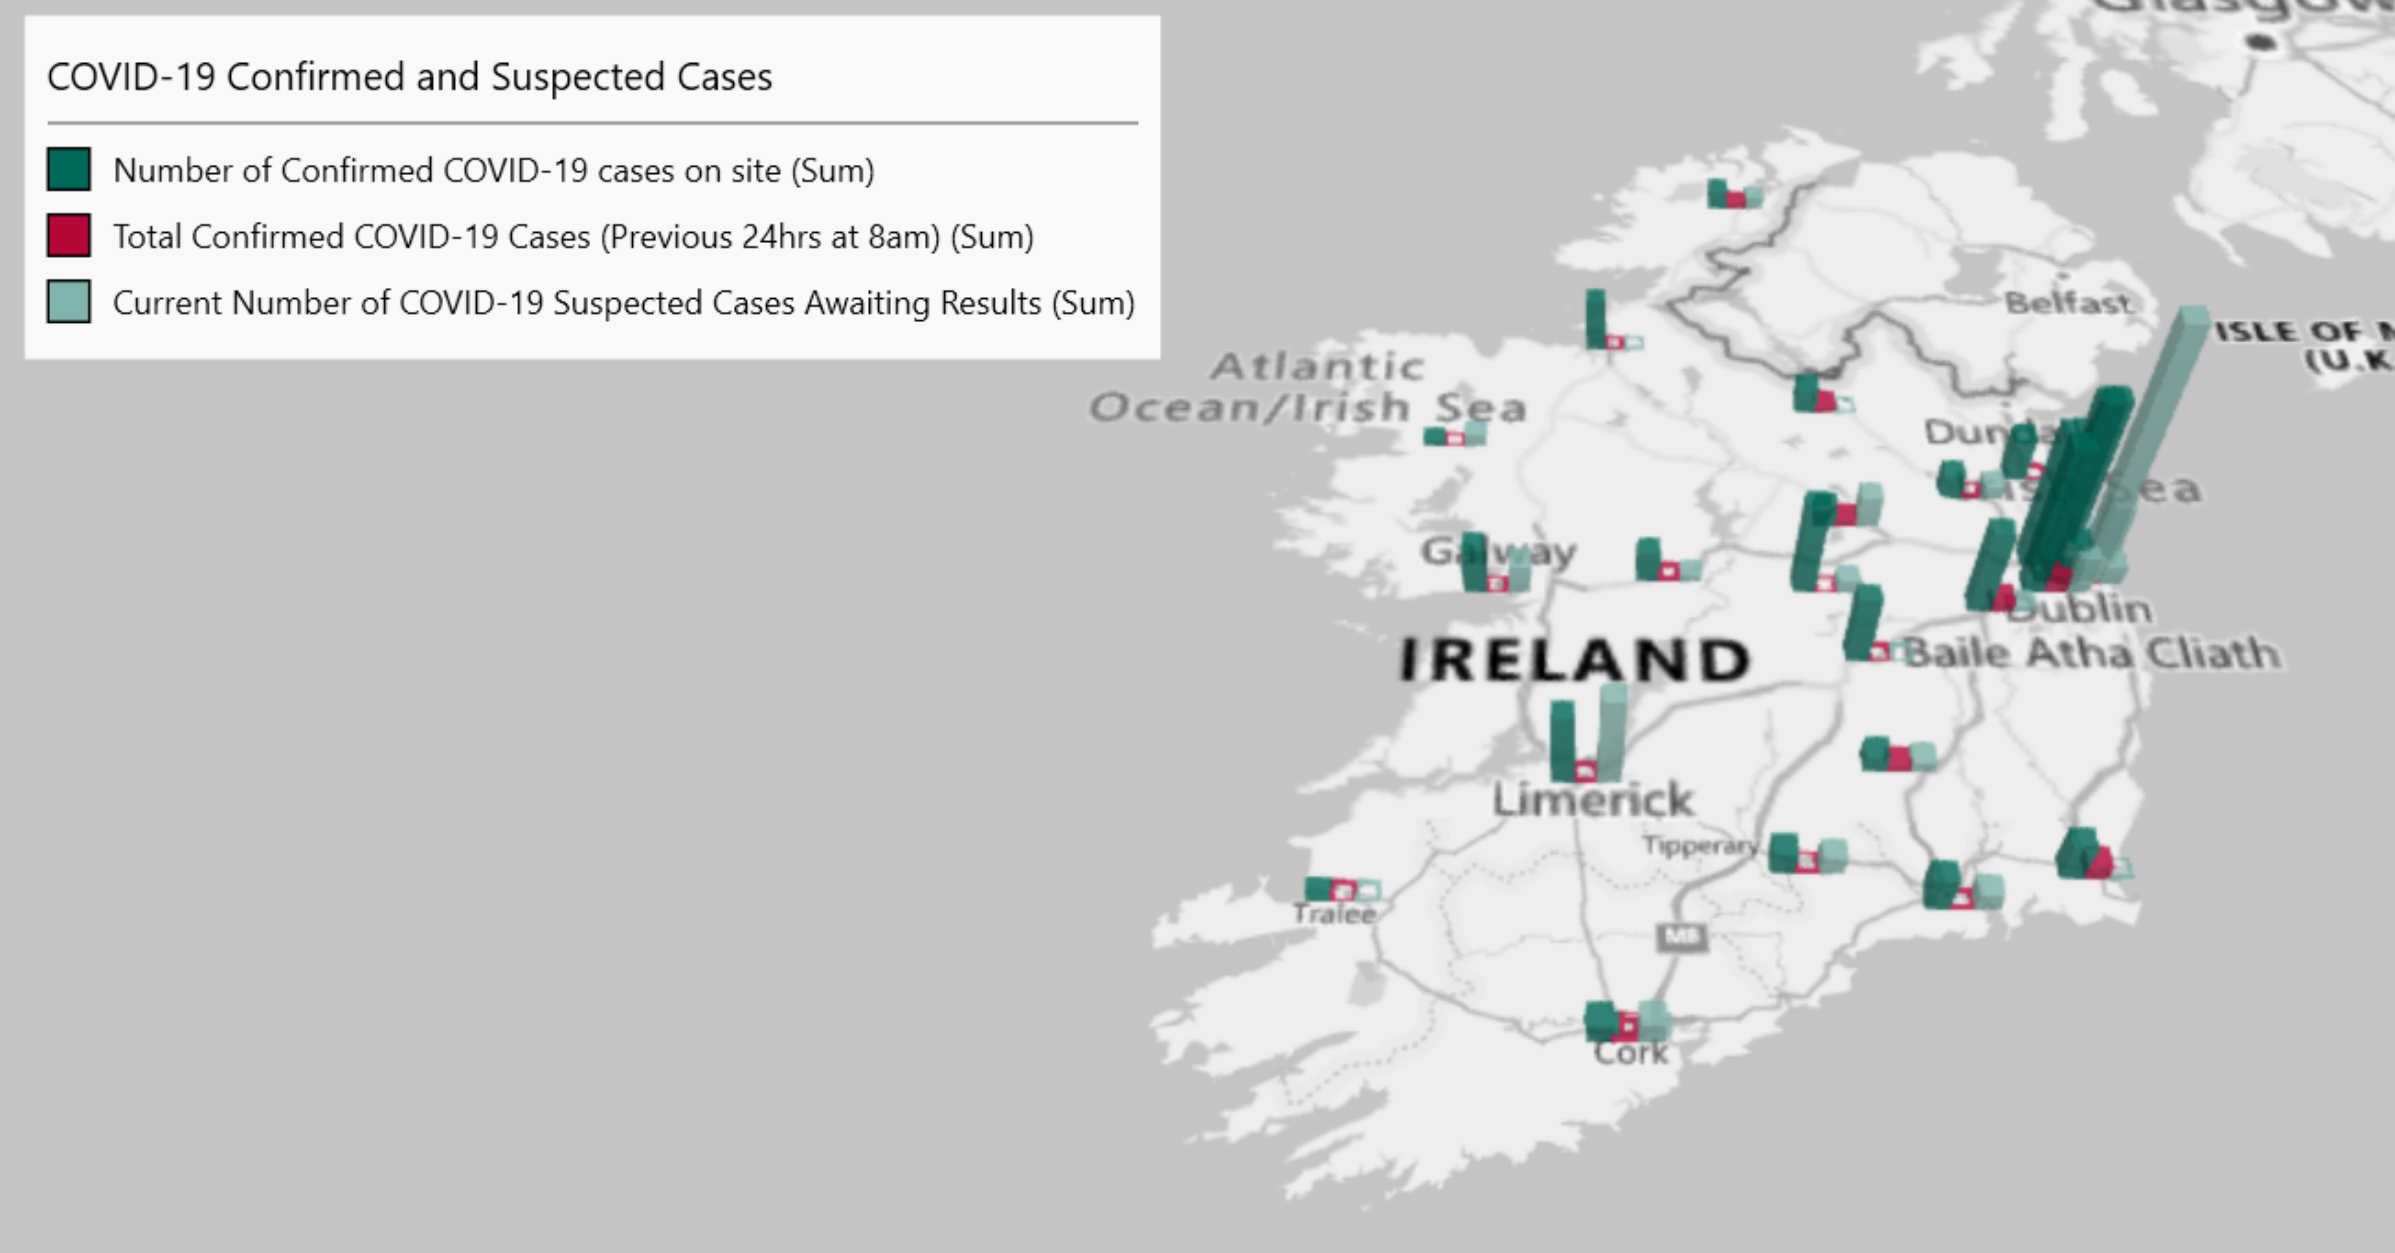 COVID-19 Confirmed and Suspected Cases
Number of Confirmed COVID-19 cases on site (Sum)
Total Confirmed COVID-19 Cases (Previous 24hrs at 8am) (Sum)
Current Number of COVID-19 Suspected Cases Awaiting Results (Sum)
Glasgow
Belfast
ISLE OF
(U.K
Atlantic
Ocean/Irish Sea
Sea
Galway
Dublin
Baile Atha Cliath
IRELAND
Limerick
Tipperary
Tralee
M8
Cork